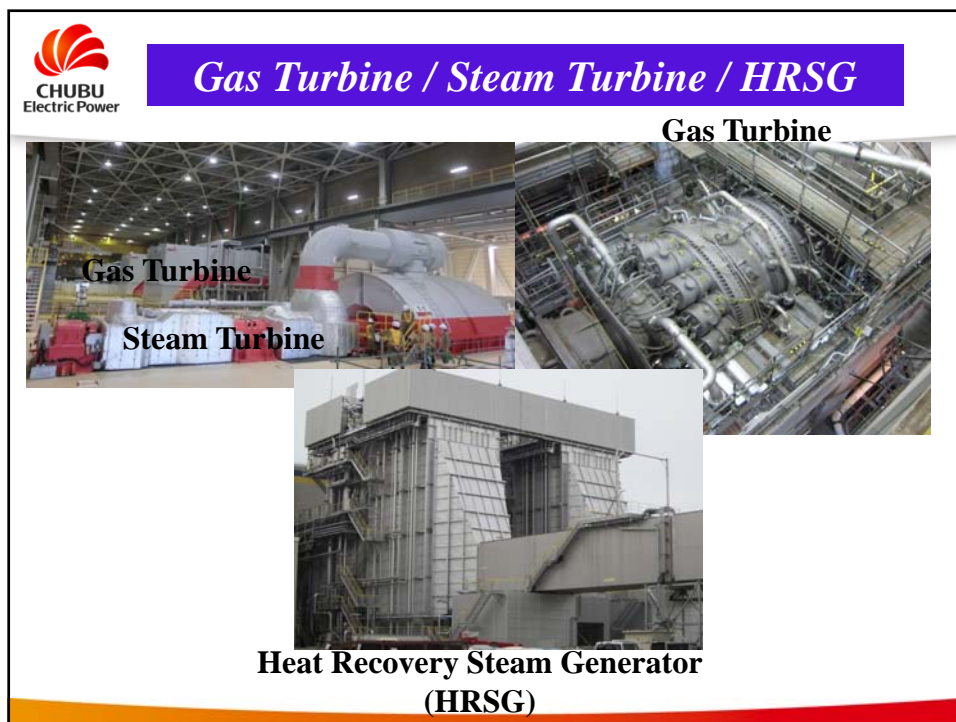 CHUBU
Electric Power
Gas Turbine / Steam Turbine / HRSG
Gas Turbine
Gas Turbine
Steam Turbine
Heat Recovery Steam Generator
(HRSG)